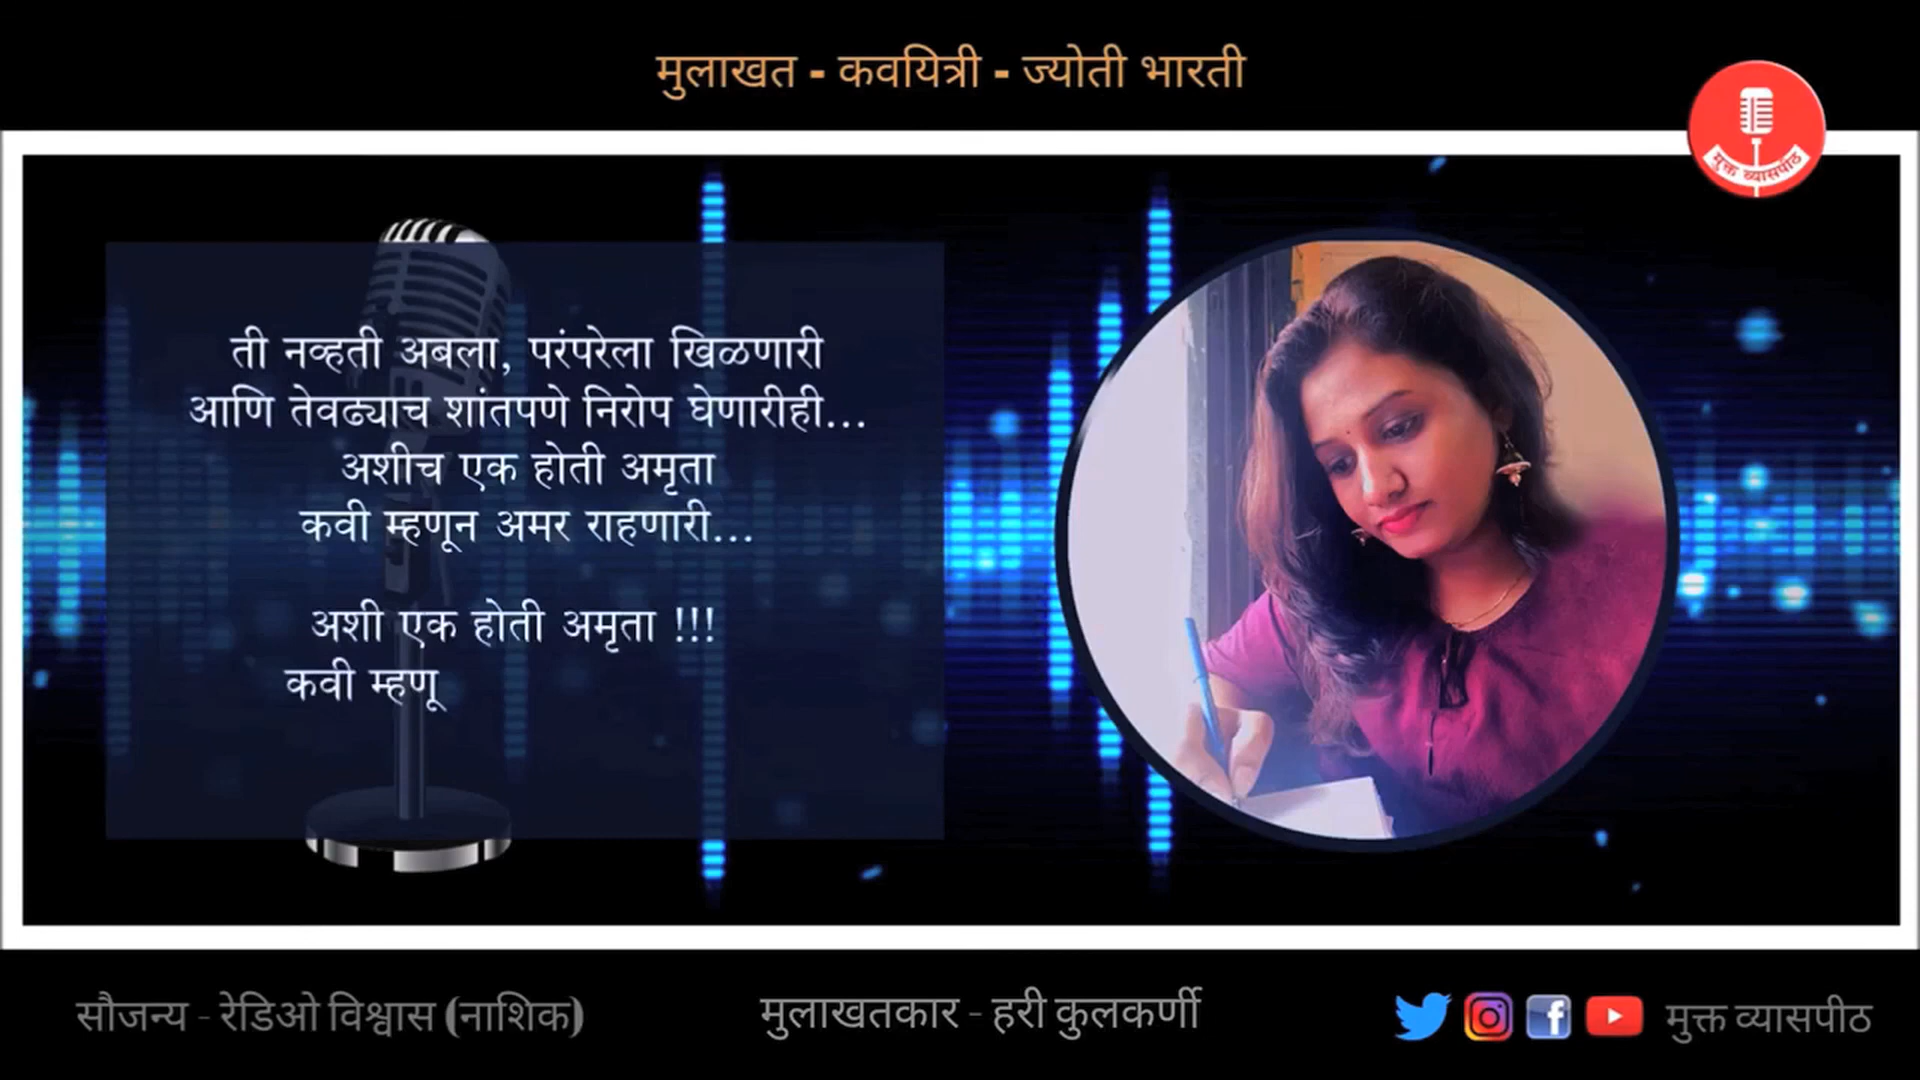 मुलाखत - कवयित्री - ज्योती भारती
मुक्त व्यासपीठ
ती नव्हती अबला, परंपरेला खिळणारी
आणि तेवढ्याच शांतपणे निरोप घेणारीही...
अशीच एक होती अमृता
कवी म्हणून अमर राहणारी...
अशी एक होती अमृता !!!
कवी म्हणू
सौजन्य - रेडिओ विश्वास (नाशिक)
मुलाखतकार - हरी कुलकर्णी
मुक्त व्यासपीठ